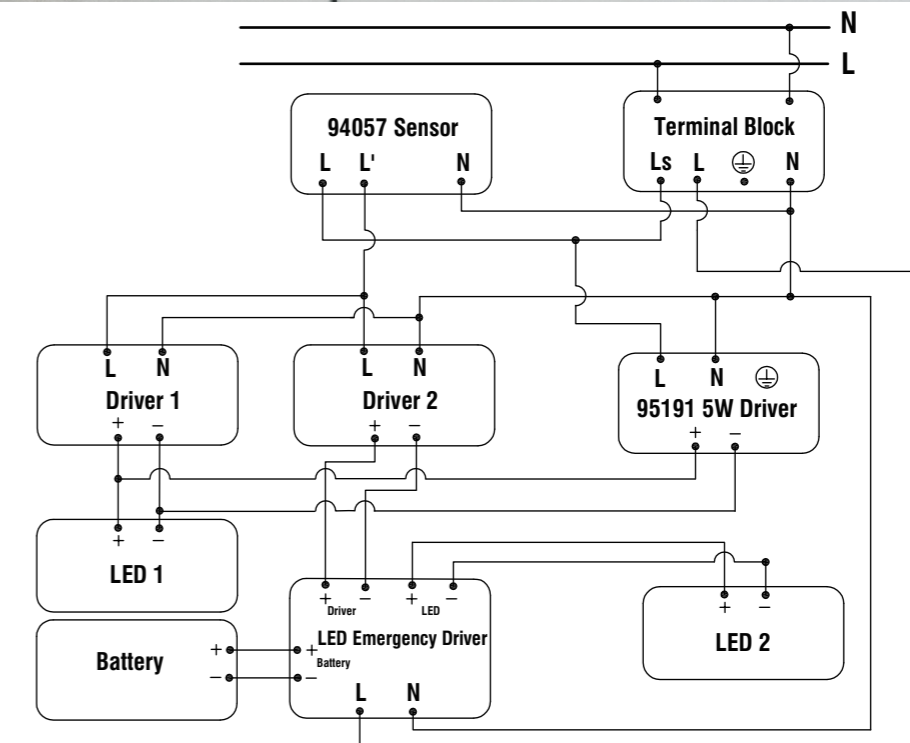 N
L
94057 Sensor
L L' N
Terminal Block
Ls L N
L N
Driver 1
+ −
L N
Driver 2
+ −
L N
95191 5W Driver
+ −
+ −
LED 1
+ − + −
Driver LED
LED Emergency Driver
+ Battery
−
L N
Battery
+
−
+ −
LED 2